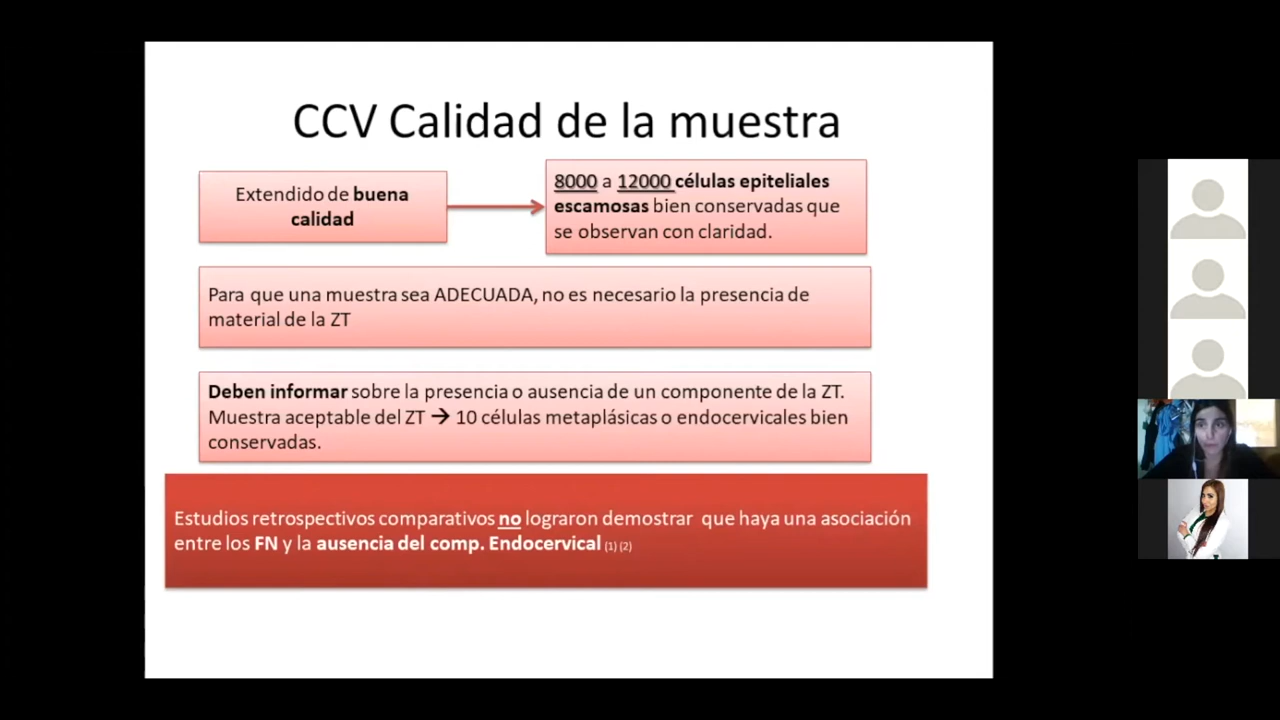 CCV Calidad de la muestra
Extendido de buena
calidad
8000 a 12000 células epiteliales
escamosas bien conservadas que
se observan con claridad.
Para que una muestra sea ADECUADA, no es necesario la presencia de
material de la ZT
Deben informar sobre la presencia o ausencia de un componente de la ZT.
Muestra aceptable del ZT → 10 células metaplásicas o endocervicales bien
conservadas.
Estudios retrospectivos comparativos no lograron demostrar que haya una asociación
entre los FN y la ausencia del comp. Endocervical (1) (2)